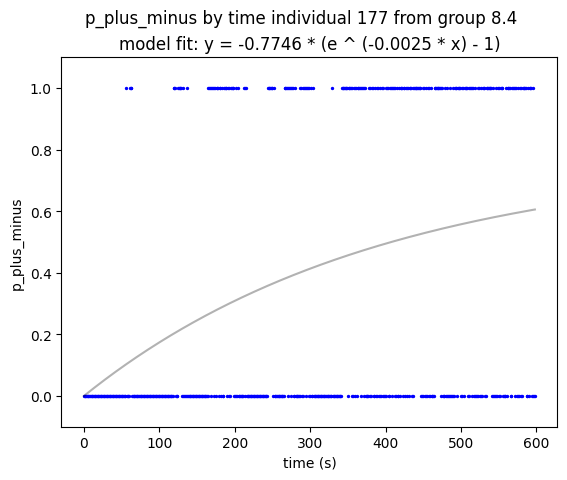 p_plus_minus by time individual 177 from group 8.4
model fit: y = -0.7746 * (e ^ (-0.0025 * x) - 1)
1.0
0.8
0.6
0.4
0.2
0.0
p_plus_minus
0 100 200 300 400 500 600
time (s)